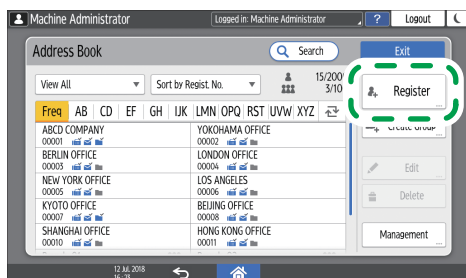 Machine Administrator
Logged in: Machine Administrator
?
Logout
Address Book
Search
Exit
View All
Sort by Regist. No.
15/2000
3/10
Register
Freq AB CD EF GH IJK LMN OPQ RST UVW XYZ
Create Group
ABCD COMPANY
00001
YOKOHAMA OFFICE
00002
BERLIN OFFICE
00003
LONDON OFFICE
00004
Edit
NEW YORK OFFICE
00005
LOS ANGELES
00006
Delete
KYOTO OFFICE
00007
BEIJING OFFICE
00008
SHANGHAI OFFICE
00010
HONG KONG OFFICE
00011
Management
12 Jul. 2018